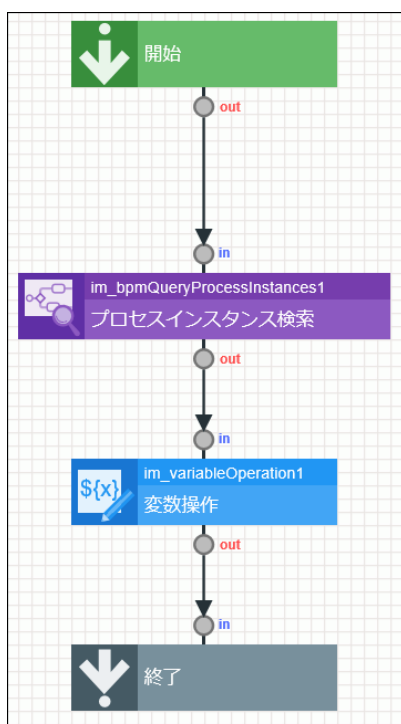 開始
out
in
im_bpmQueryProcessInstances1
プロセスインスタンス検索
out
in
${x}
im_variableOperation1
変数操作
out
in
終了